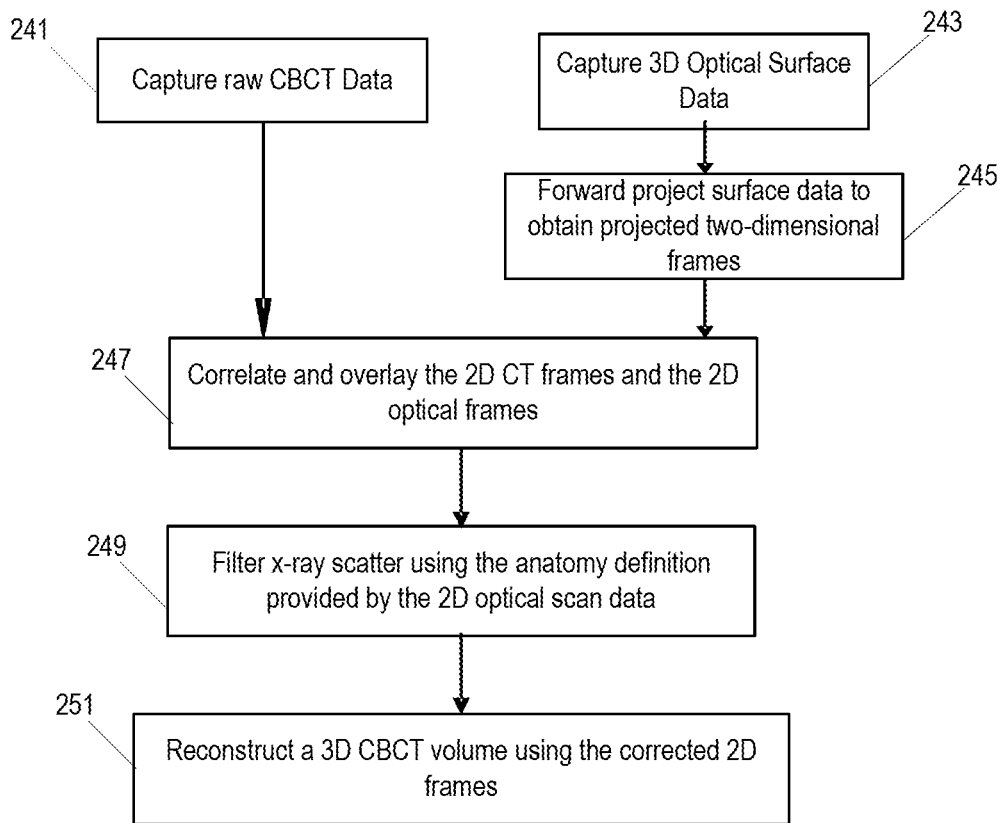 241
Capture raw CBCT Data
243
Capture 3D Optical Surface
Data
245
Forward project surface data to
obtain projected two-dimensional
frames
247
Correlate and overlay the 2D CT frames and the 2D
optical frames
249
Filter x-ray scatter using the anatomy definition
provided by the 2D optical scan data
251
Reconstruct a 3D CBCT volume using the corrected 2D
frames